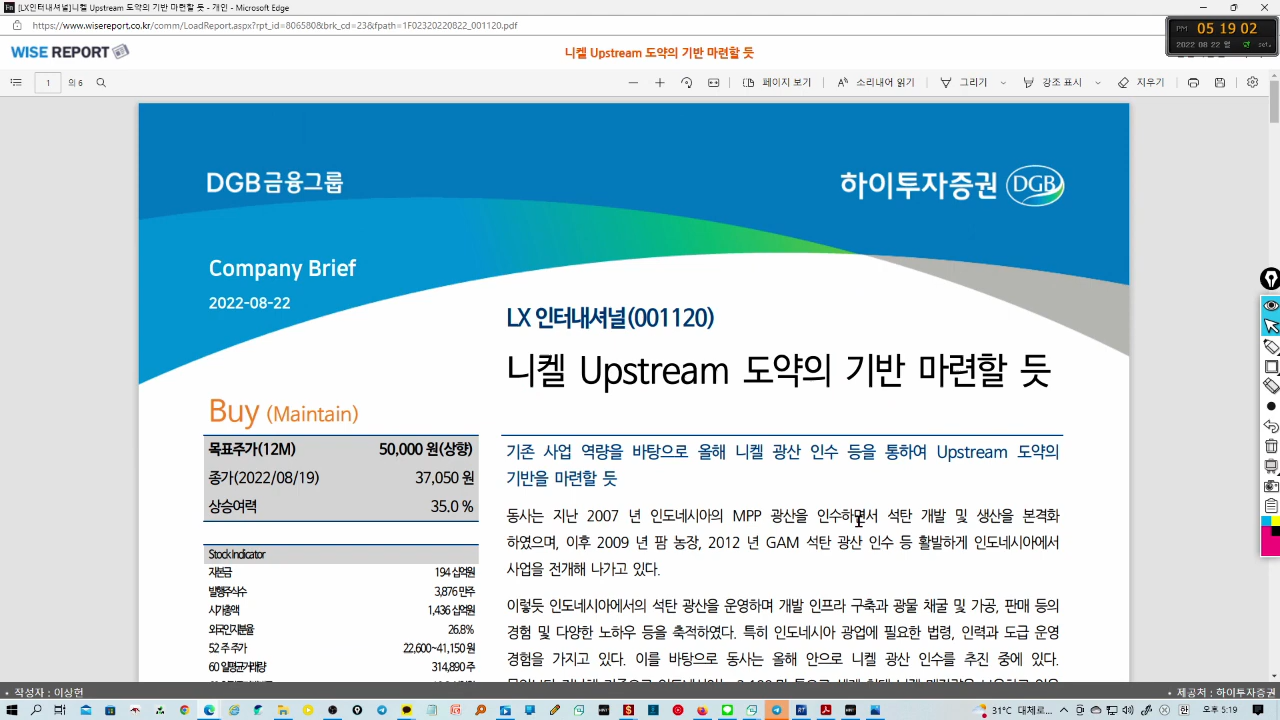 [LX인터내셔널]니켈 Upstream 도약의 기반 마련할 듯 - 개인 - Microsoft Edge
https://www.wisereport.co.kr/comm/LoadReport.aspx?rpt_id=806580&brk_cd=23&fpath=1F02320220822_001120.pdf
PM 05 19 02
2022 08 22 월
WISE REPORT
니켈 Upstream 도약의 기반 마련할 듯
1 의 6
페이지 보기
소리내어 읽기
그리기
강조 표시
지우기
DGB금융그룹
하이투자증권 DGB
Company Brief
2022-08-22
LX 인터내셔널(001120)
니켈 Upstream 도약의 기반 마련할 듯
Buy (Maintain)
목표주가(12M) 50,000 원(상향)
종가(2022/08/19) 37,050 원
상승여력 35.0 %
Stock Indicator
자본금 194 십억원
발행주식수 3,876 만주
시가총액 1,436 십억원
외국인지분율 26.8%
52 주 주가 22,600~41,150 원
60 일평균거래량 314,890 주
기존 사업 역량을 바탕으로 올해 니켈 광산 인수 등을 통하여 Upstream 도약의
기반을 마련할 듯
동사는 지난 2007 년 인도네시아의 MPP 광산을 인수하면서 석탄 개발 및 생산을 본격화
하였으며, 이후 2009 년 팜 농장, 2012 년 GAM 석탄 광산 인수 등 활발하게 인도네시아에서
사업을 전개해 나가고 있다.
이렇듯 인도네시아에서의 석탄 광산을 운영하며 개발 인프라 구축과 광물 채굴 및 가공, 판매 등의
경험 및 다양한 노하우 등을 축적하였다. 특히 인도네시아 광업에 필요한 법령, 인력과 도급 운영
경험을 가지고 있다. 이를 바탕으로 동사는 올해 안으로 니켈 광산 인수를 추진 중에 있다.
작성자 : 이상헌
제공처 : 하이투자증권
31°C 대체로 흐림
한
오후 5:19